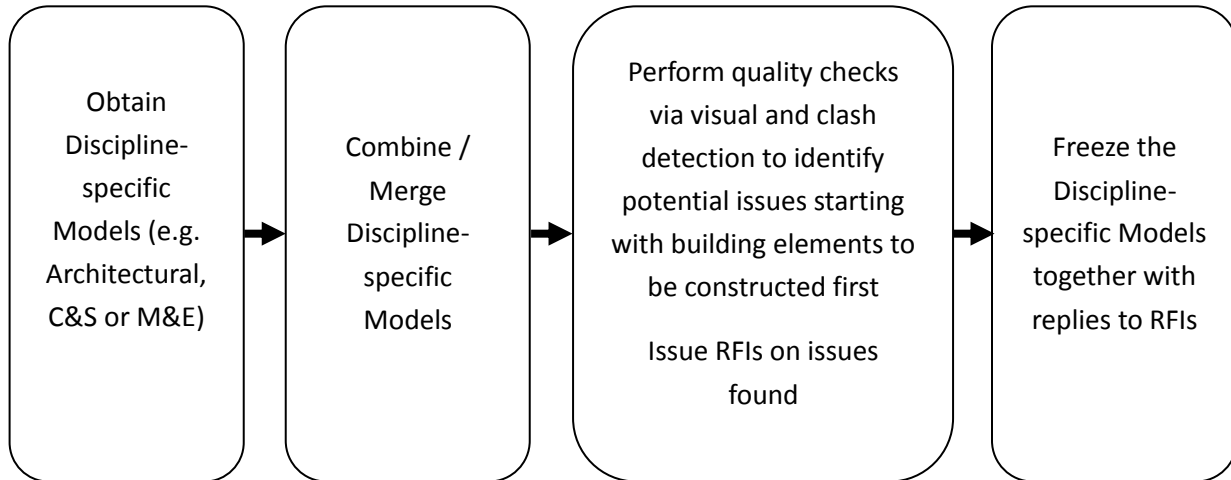 Obtain
Discipline-
specific
Models (e.g.
Architectural,
C&S or M&E)
Combine /
Merge
Discipline-
specific
Models
Perform quality checks
via visual and clash
detection to identify
potential issues starting
with building elements to
be constructed first
Issue RFIs on issues
found
Freeze the
Discipline-
specific Models
together with
replies to RFIs